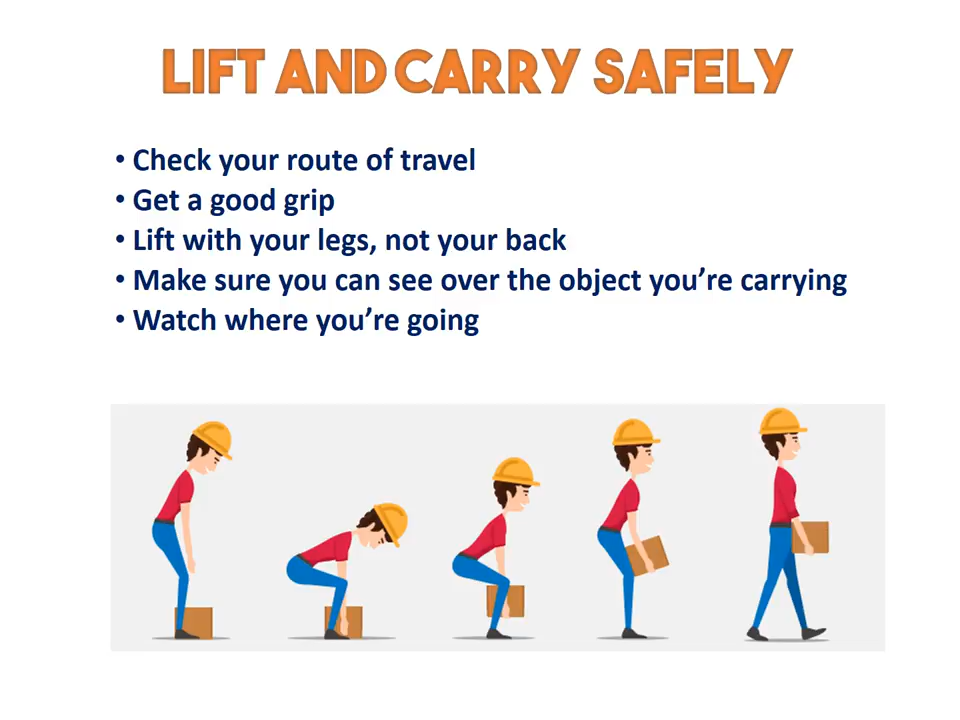 LIFT AND CARRY SAFELY
• Check your route of travel
• Get a good grip
• Lift with your legs, not your back
• Make sure you can see over the object you’re carrying
• Watch where you’re going